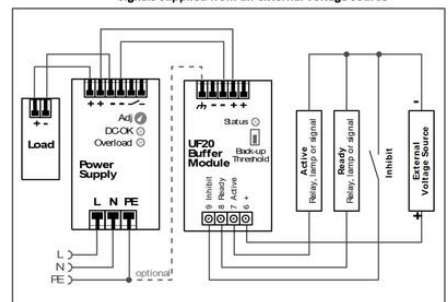 signals supplied from an external voltage source
+ + - -
Adj
DC-OK
Overload
Power
Supply
L N PE
+ -
Load
- - + +
Status
Back-up
Threshold
UF20
Buffer
Module
9 Inhibit
8 Ready
7 Active
6 +
Active
Relay, lamp or signal
Ready
Relay, lamp or signal
Inhibit
-
External
Voltage Source
+
L
N
PE
optional